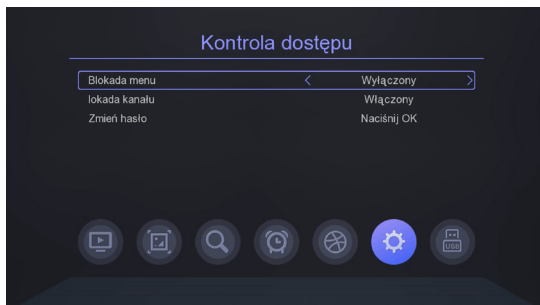 Kontrola dostępu
Blokada menu < Wyłączony >
lokada kanału Włączony
Zmień hasło Naciśnij OK
USB